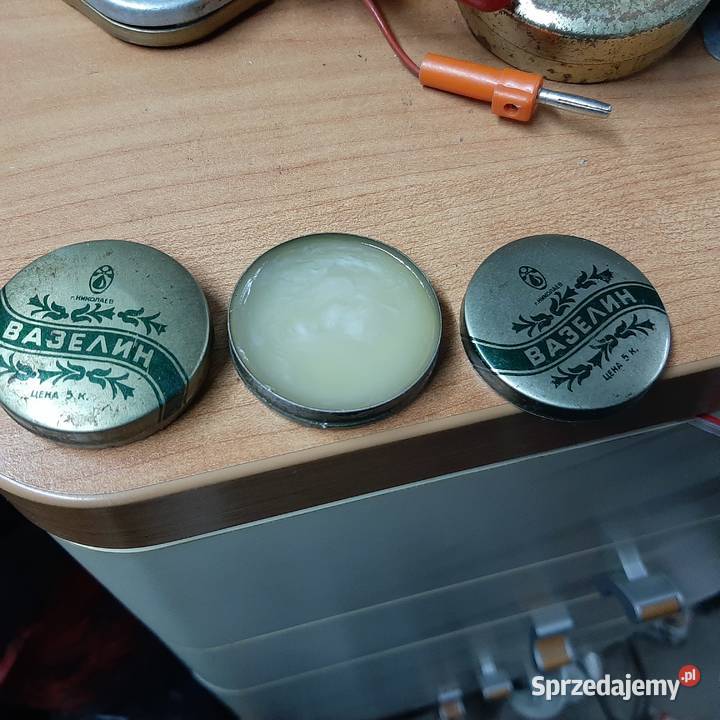 г. НИКОЛАЕВ
ВАЗЕЛИН
ЦЕНА 5 К.
г. НИКОЛАЕВ
ВАЗЕЛИН
ЦЕНА 5 К.
Sprzedajemy.pl